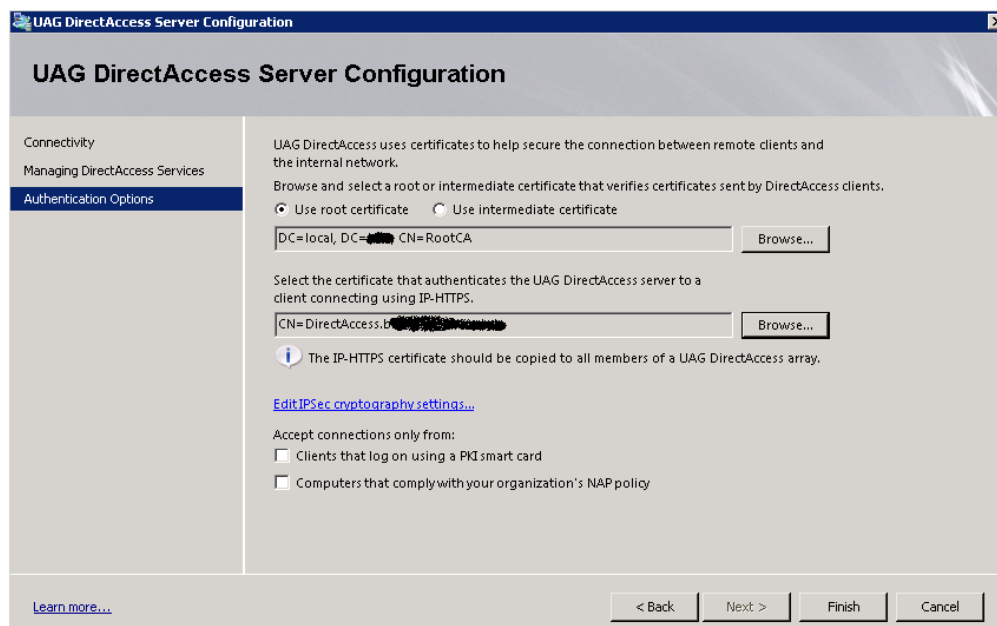 UAG DirectAccess Server Configuration
UAG DirectAccess Server Configuration
Connectivity
Managing DirectAccess Services
Authentication Options
UAG DirectAccess uses certificates to help secure the connection between remote clients and
the internal network.
Browse and select a root or intermediate certificate that verifies certificates sent by DirectAccess clients.
Use root certificate Use intermediate certificate
DC=local, DC= CN=RootCA
Browse...
Select the certificate that authenticates the UAG DirectAccess server to a
client connecting using IP-HTTPS.
CN=DirectAccess.b
Browse...
The IP-HTTPS certificate should be copied to all members of a UAG DirectAccess array.
Edit IPSec cryptography settings...
Accept connections only from:
Clients that log on using a PKI smart card
Computers that comply with your organization's NAP policy
Learn more...
< Back Next > Finish Cancel